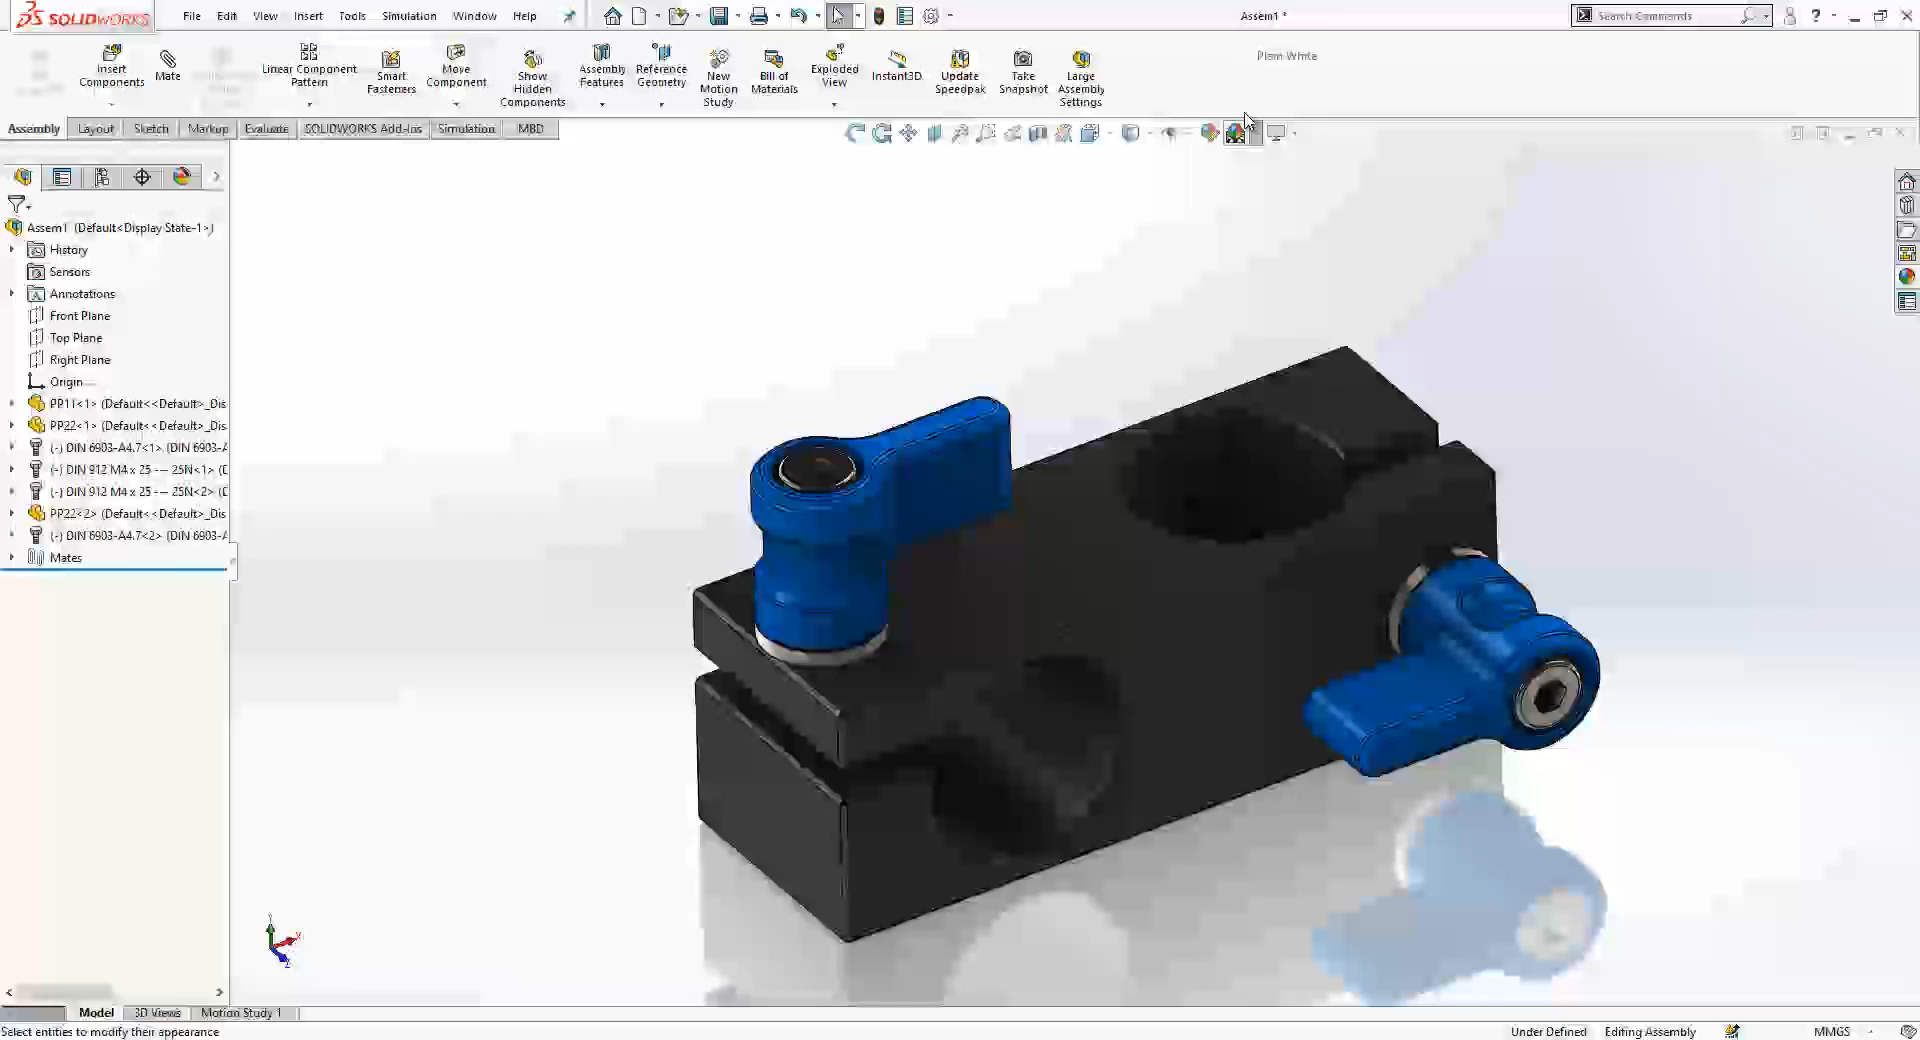 SOLIDWORKS
File Edit View Insert Tools Simulation Window Help
Assem1 *
Search Commands
Insert Components
Mate
Linear Component Pattern
Smart Fasteners
Move Component
Show Hidden Components
Assembly Features
Reference Geometry
New Motion Study
Bill of Materials
Exploded View
Instant3D
Update Speedpak
Take Snapshot
Large Assembly Settings
Plain White
Assembly Layout Sketch Markup Evaluate SOLIDWORKS Add-Ins Simulation MBD
Assem1 (Default<Display State-1>)
History
Sensors
Annotations
Front Plane
Top Plane
Right Plane
Origin
PP11<1> (Default<<Default>_Dis
PP22<1> (Default<<Default>_Dis
(-) DIN 6903-A4.7<1> (DIN 6903-A
(-) DIN 912 M4 x 25 --- 25N<1> (D
(-) DIN 912 M4 x 25 --- 25N<2> (D
PP22<2> (Default<<Default>_Dis
(-) DIN 6903-A4.7<2> (DIN 6903-A
Mates
Y
X
Z
Model 3D Views Motion Study 1
Select entities to modify their appearance
Under Defined Editing Assembly MMGS